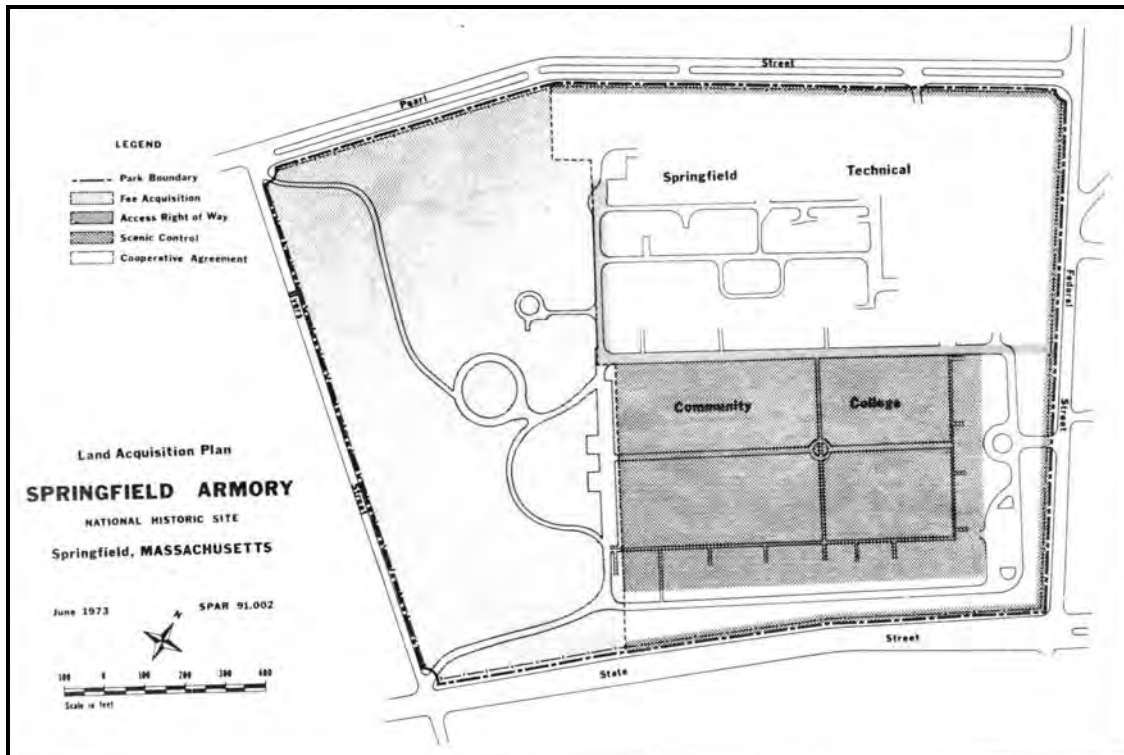 Pearl
Street
LEGEND
Park Boundary
Fee Acquisition
Access Right of Way
Scenic Control
Cooperative Agreement
Springfield
Technical
Federal
Street
Community
College
Street
Land Acquisition Plan
SPRINGFIELD ARMORY
NATIONAL HISTORIC SITE
Springfield, MASSACHUSETTS
June 1973
N
SPAR 91,002
100 0 100 200 300 400
Scale in feet
State
Street